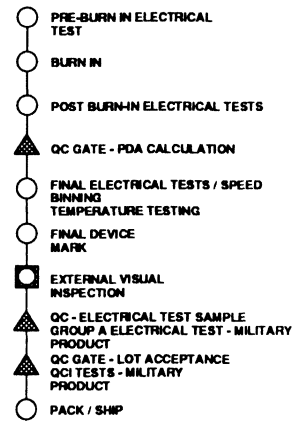 PRE-BURN IN ELECTRICAL
TEST
BURN IN
POST BURN-IN ELECTRICAL TESTS
QC GATE - PDA CALCULATION
FINAL ELECTRICAL TESTS / SPEED
BINNING
TEMPERATURE TESTING
FINAL DEVICE
MARK
EXTERNAL VISUAL
INSPECTION
QC - ELECTRICAL TEST SAMPLE
GROUP A ELECTRICAL TEST - MILITARY
PRODUCT
QC GATE - LOT ACCEPTANCE
QCI TESTS - MILITARY
PRODUCT
PACK / SHIP